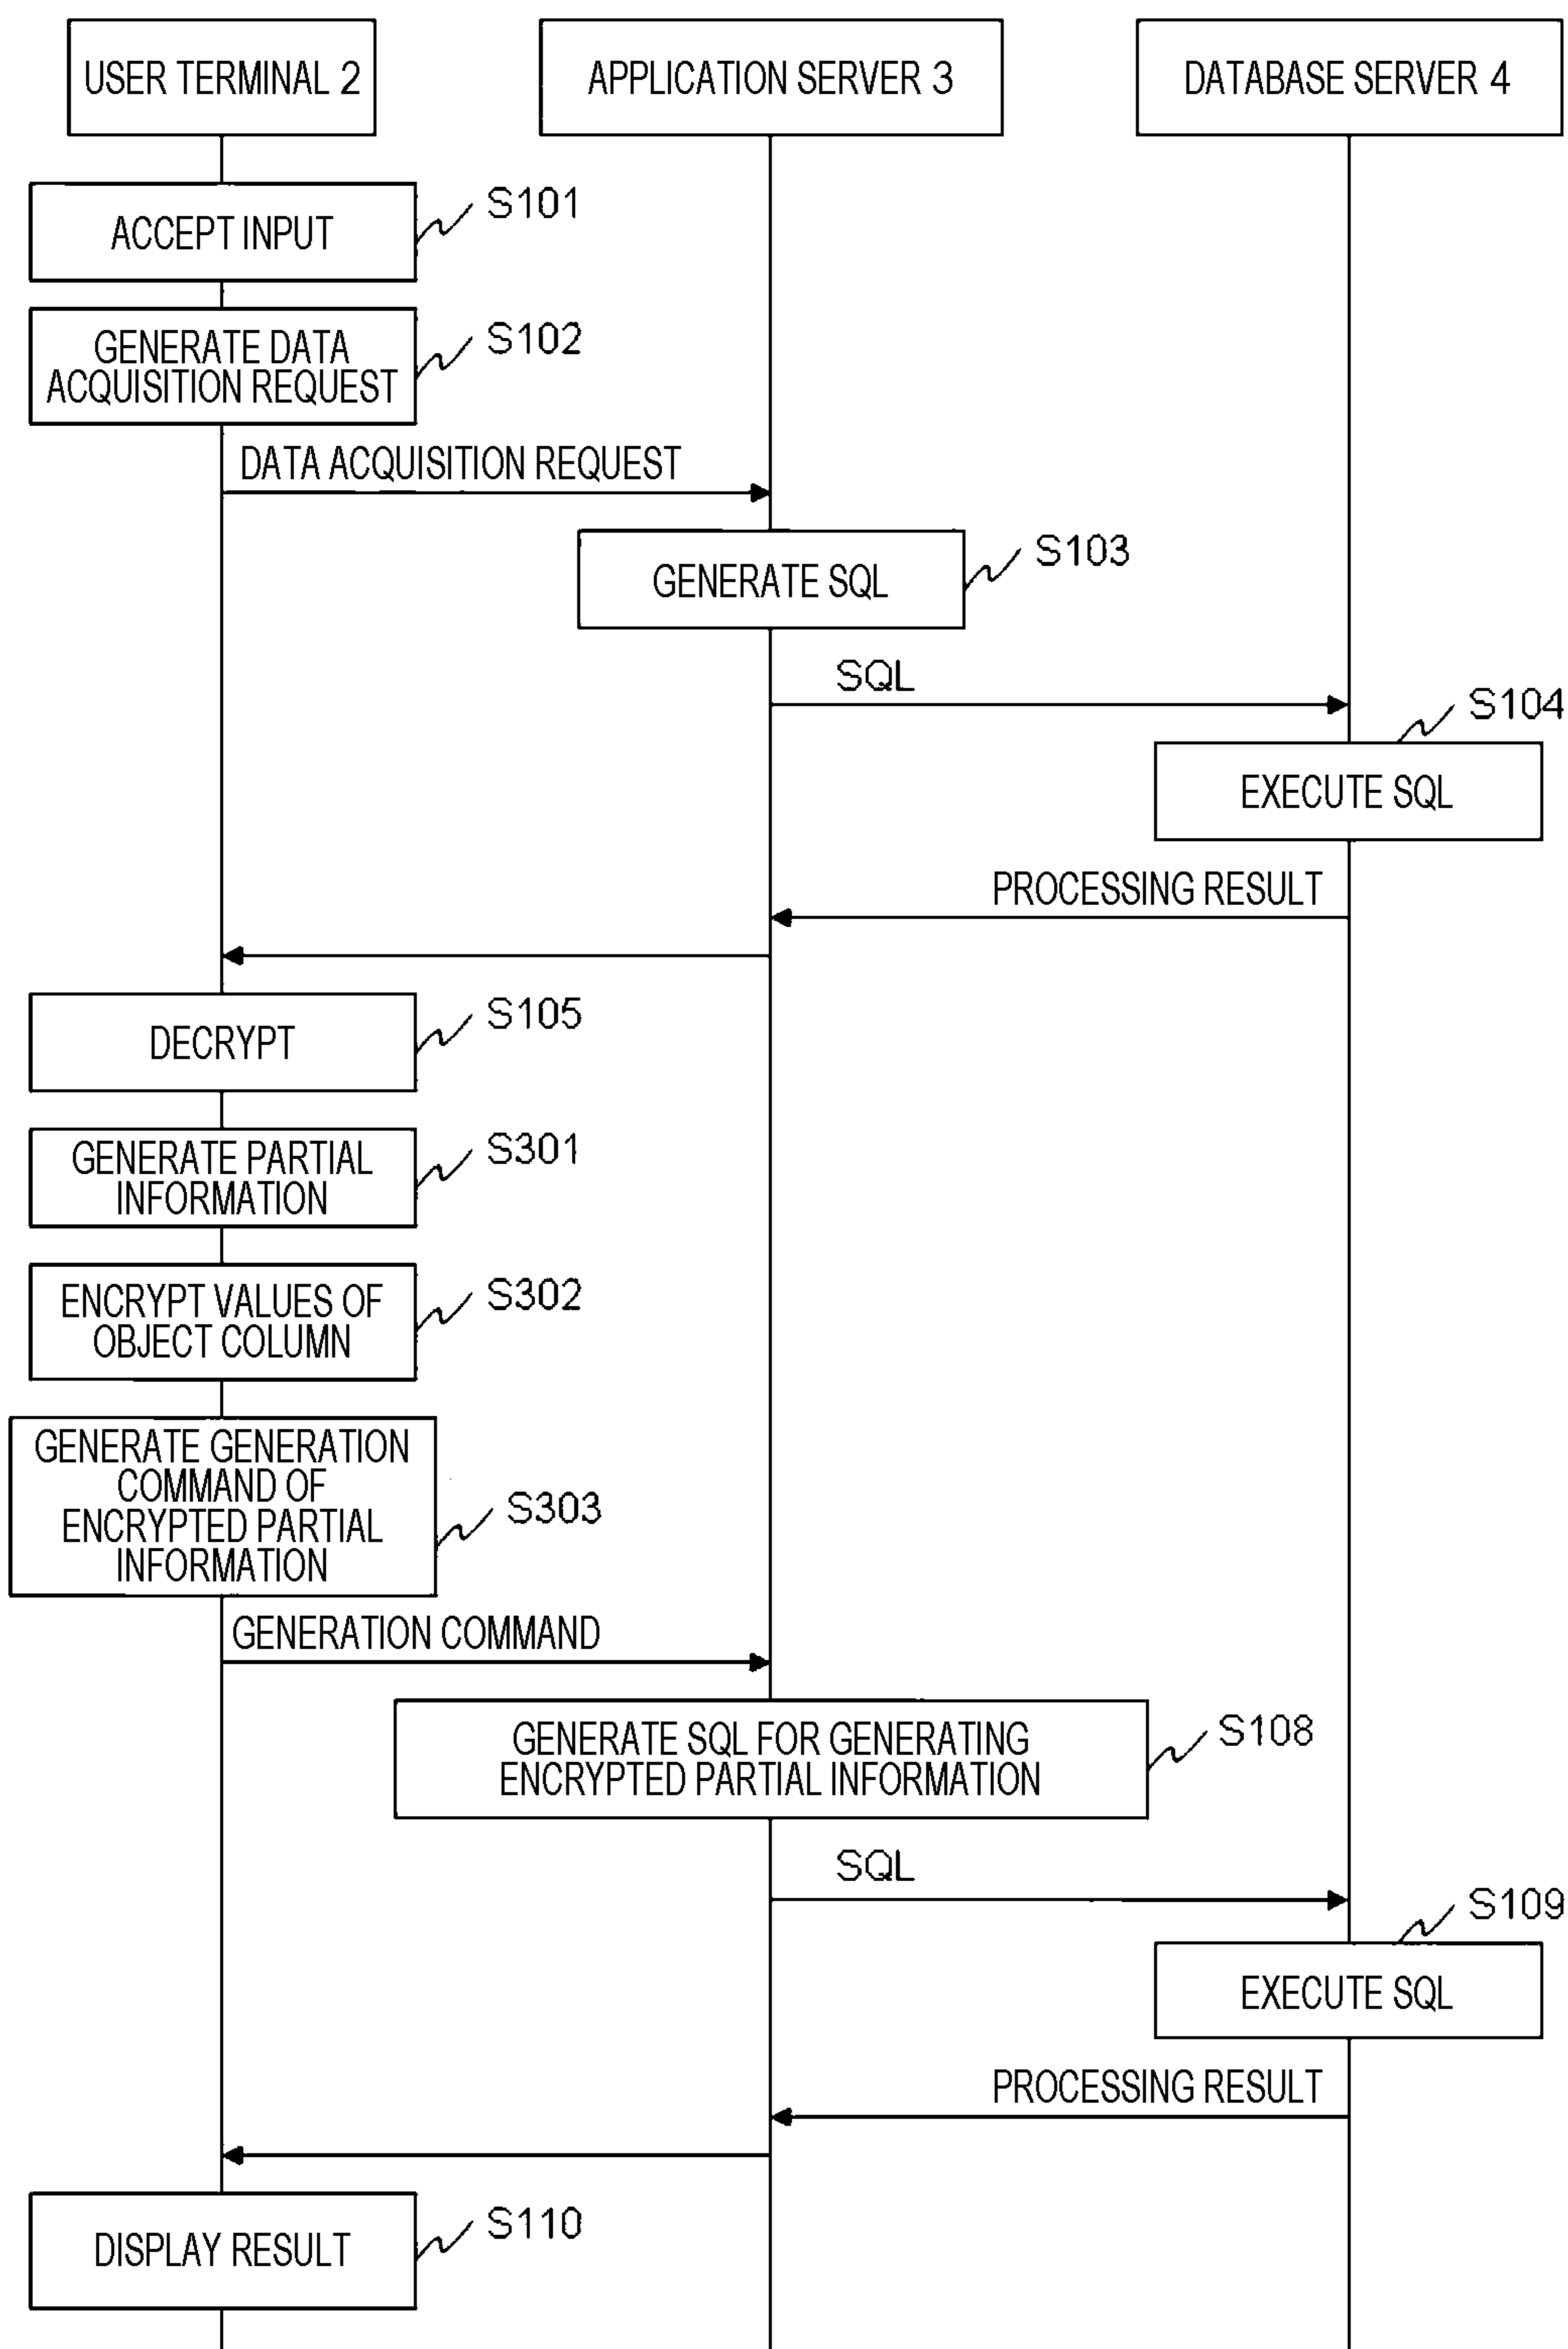 USER TERMINAL 2
APPLICATION SERVER 3
DATABASE SERVER 4
ACCEPT INPUT
S101
GENERATE DATA
ACQUISITION REQUEST
S102
DATA ACQUISITION REQUEST
GENERATE SQL
S103
SQL
S104
EXECUTE SQL
PROCESSING RESULT
DECRYPT
S105
GENERATE PARTIAL
INFORMATION
S301
ENCRYPT VALUES OF
OBJECT COLUMN
S302
GENERATE GENERATION
COMMAND OF
ENCRYPTED PARTIAL
INFORMATION
S303
GENERATION COMMAND
GENERATE SQL FOR GENERATING
ENCRYPTED PARTIAL INFORMATION
S108
SQL
S109
EXECUTE SQL
PROCESSING RESULT
DISPLAY RESULT
S110